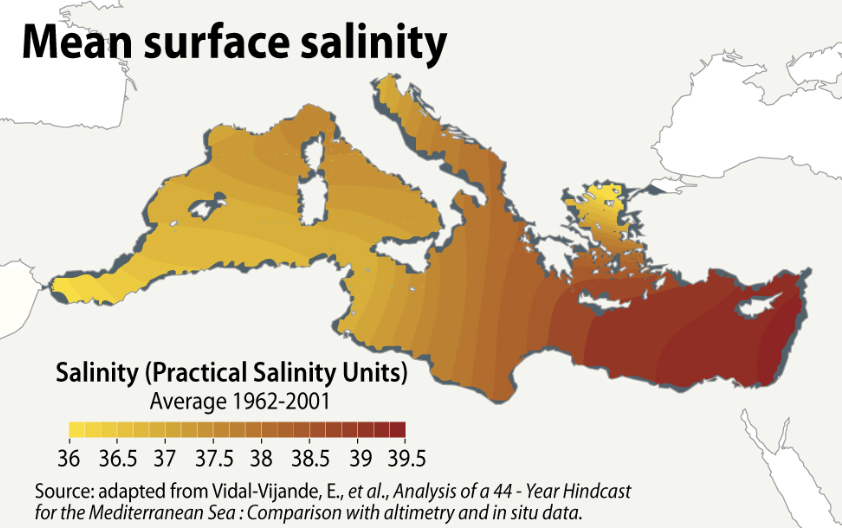 Mean surface salinity
Salinity (Practical Salinity Units)
Average 1962-2001
36 36.5 37 37.5 38 38.5 39 39.5
Source: adapted from Vidal-Vijande, E., et al., Analysis of a 44 - Year Hindcast
for the Mediterranean Sea : Comparison with altimetry and in situ data.